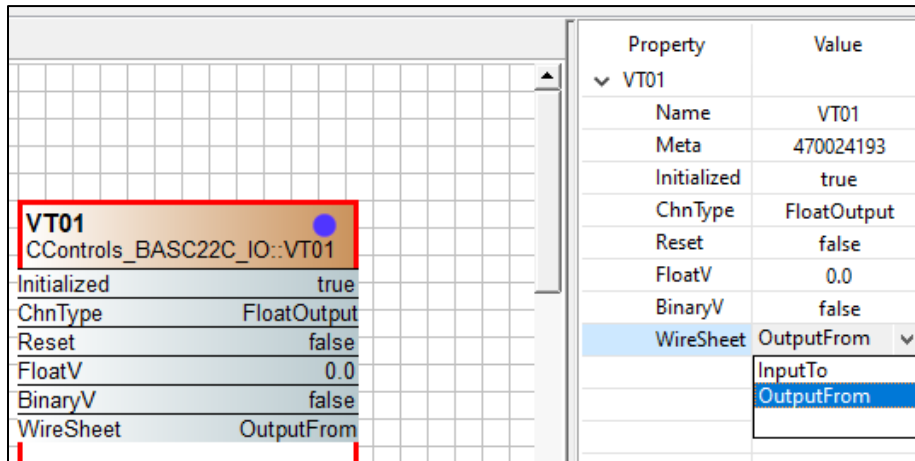 VT01
CControls_BASC22C_IO::VT01
Initialized true
ChnType FloatOutput
Reset false
FloatV 0.0
BinaryV false
WireSheet OutputFrom
Property Value
VT01
Name VT01
Meta 470024193
Initialized true
ChnType FloatOutput
Reset false
FloatV 0.0
BinaryV false
WireSheet OutputFrom
InputTo
OutputFrom